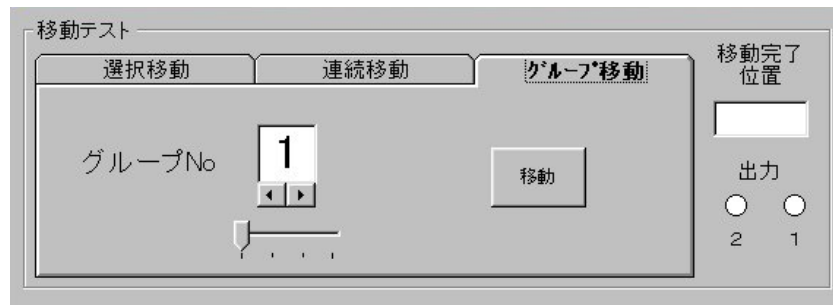 移動テスト
選択移動
連続移動
ｸﾞﾙｰﾌﾟ移動
移動完了
位置
グループNo
1
移動
出力
2
1